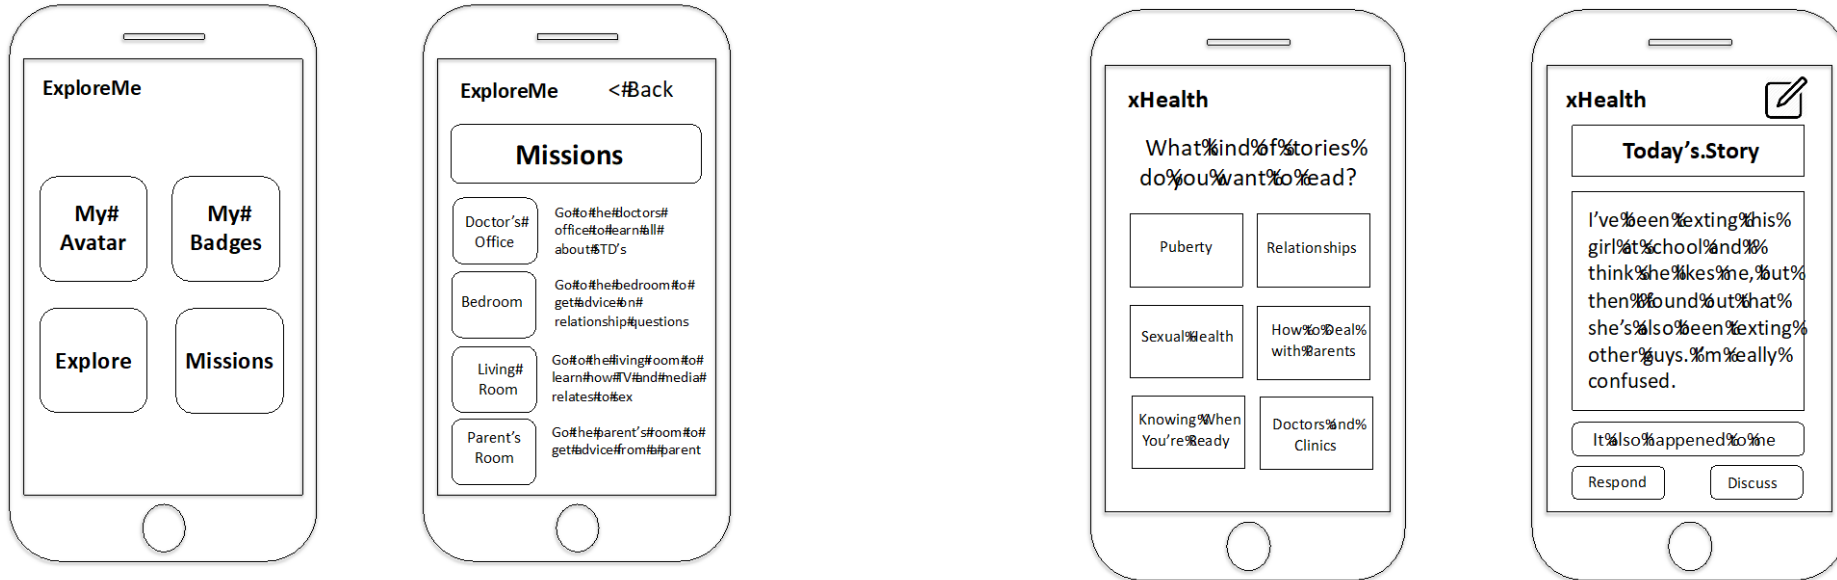 ExploreMe
My#
Avatar
My#
Badges
Explore
Missions
ExploreMe
<#Back
Missions
Doctor's#
Office
Go#to#the#doctors#
office#to#learn#all#
about#STD's
Bedroom
Go#to#the#bedroom#to#
get#advice#on#
relationship#questions
Living#
Room
Go#to#the#living#room#to#
learn#how#TV#and#media#
relates#to#sex
Parent's
Room
Go#the#parent's#room#to#
get#advice#from#a#parent
xHealth
What%kind%of%stories%
do%you%want%to%read?
Puberty
Relationships
Sexual%Health
How%to%Deal%
with%Parents
Knowing%When
You're%Ready
Doctors%and%
Clinics
xHealth
Today's.Story
I've%been%texting%this%
girl%at%school%and%I%
think%she%likes%me,%but%
then%I%found%out%that%
she's%also%been%texting%
other%guys.%I'm%really%
confused.
It%also%happened%to%me
Respond
Discuss